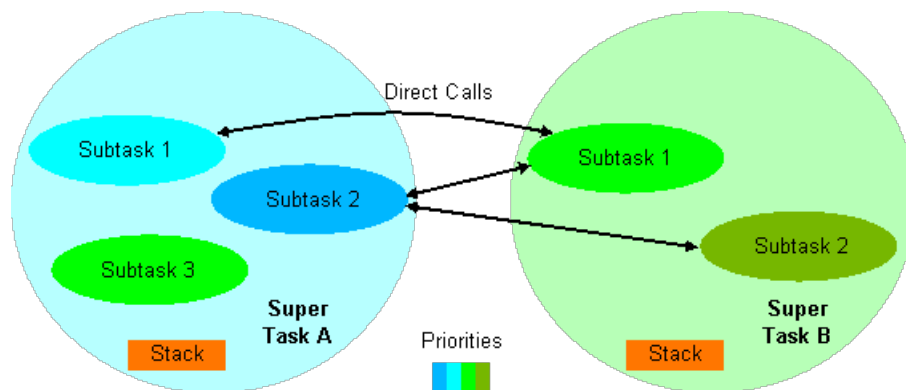 Direct Calls
Subtask 1
Subtask 2
Subtask 3
Super
Task A
Stack
Subtask 1
Subtask 2
Super
Task B
Stack
Priorities